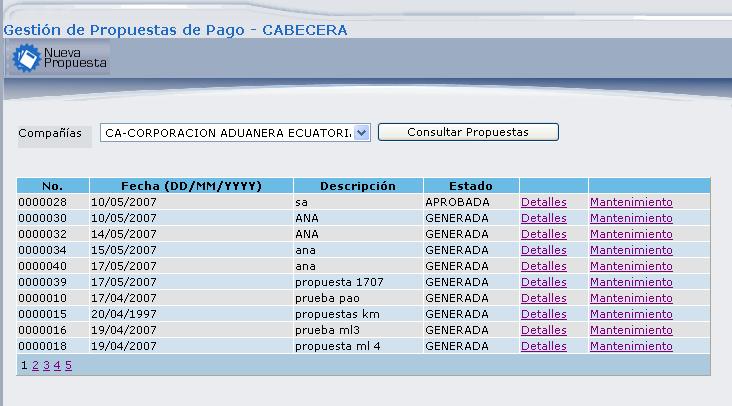 Gestión de Propuestas de Pago - CABECERA
Nueva
Propuesta
Compañías CA-CORPORACION ADUANERA ECUATORI. Consultar Propuestas
No. Fecha (DD/MM/YYYY) Descripción Estado
0000028 10/05/2007 sa APROBADA Detalles Mantenimiento
0000030 10/05/2007 ANA GENERADA Detalles Mantenimiento
0000032 14/05/2007 ANA GENERADA Detalles Mantenimiento
0000034 15/05/2007 ana GENERADA Detalles Mantenimiento
0000040 17/05/2007 ana GENERADA Detalles Mantenimiento
0000039 17/05/2007 propuesta 1707 GENERADA Detalles Mantenimiento
0000010 17/04/2007 prueba pao GENERADA Detalles Mantenimiento
0000015 20/04/1997 propuestas km GENERADA Detalles Mantenimiento
0000016 19/04/2007 prueba ml3 GENERADA Detalles Mantenimiento
0000018 19/04/2007 propuesta ml 4 GENERADA Detalles Mantenimiento
1 2 3 4 5